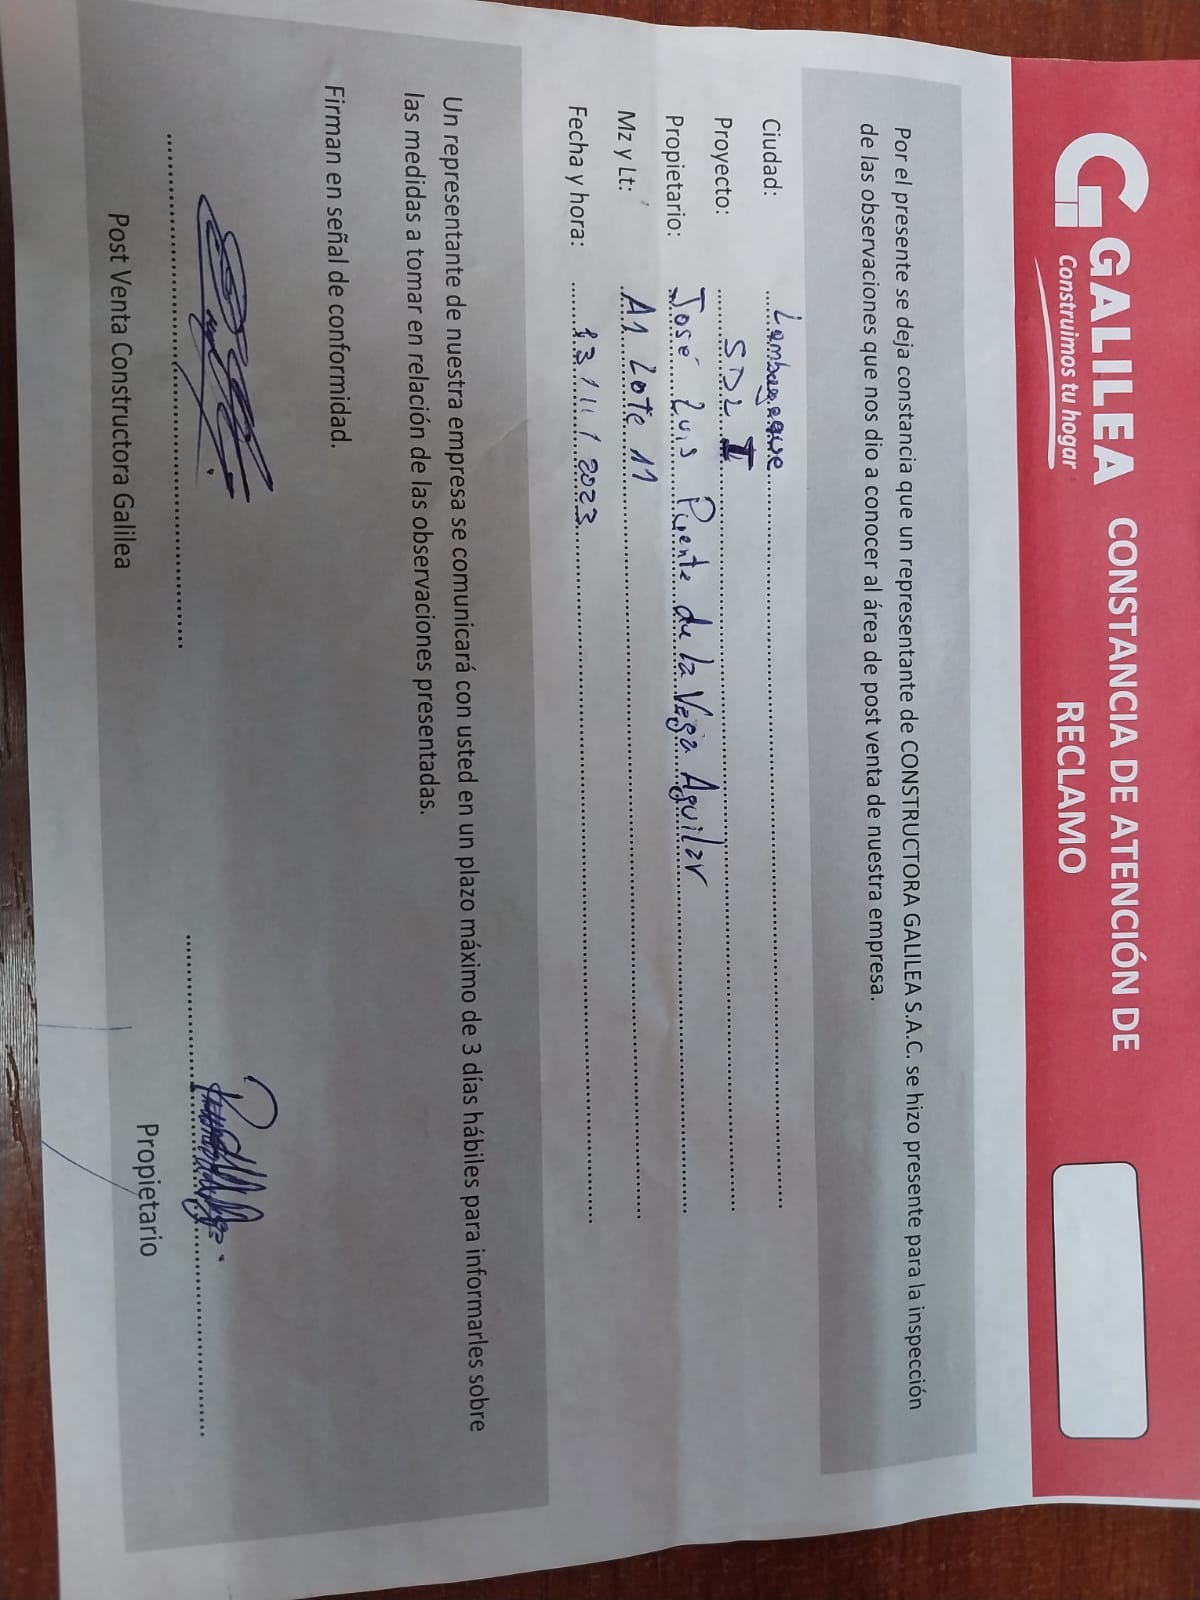 GALILEA
Construimos tu hogar
CONSTANCIA DE ATENCIÓN DE
RECLAMO
Por el presente se deja constancia que un representante de CONSTRUCTORA GALILEA S.A.C. se hizo presente para la inspección
de las observaciones que nos dio a conocer al área de post venta de nuestra empresa.
Ciudad: Lambayeque
Proyecto: SDL I
Propietario: José Luis Puente de la Vega Aguilar
Mz y Lt: A1 Lote 11
Fecha y hora: 13/11/2023
Un representante de nuestra empresa se comunicará con usted en un plazo máximo de 3 días hábiles para informarles sobre
las medidas a tomar en relación de las observaciones presentadas.
Firman en señal de conformidad.
Post Venta Constructora Galilea
Propietario